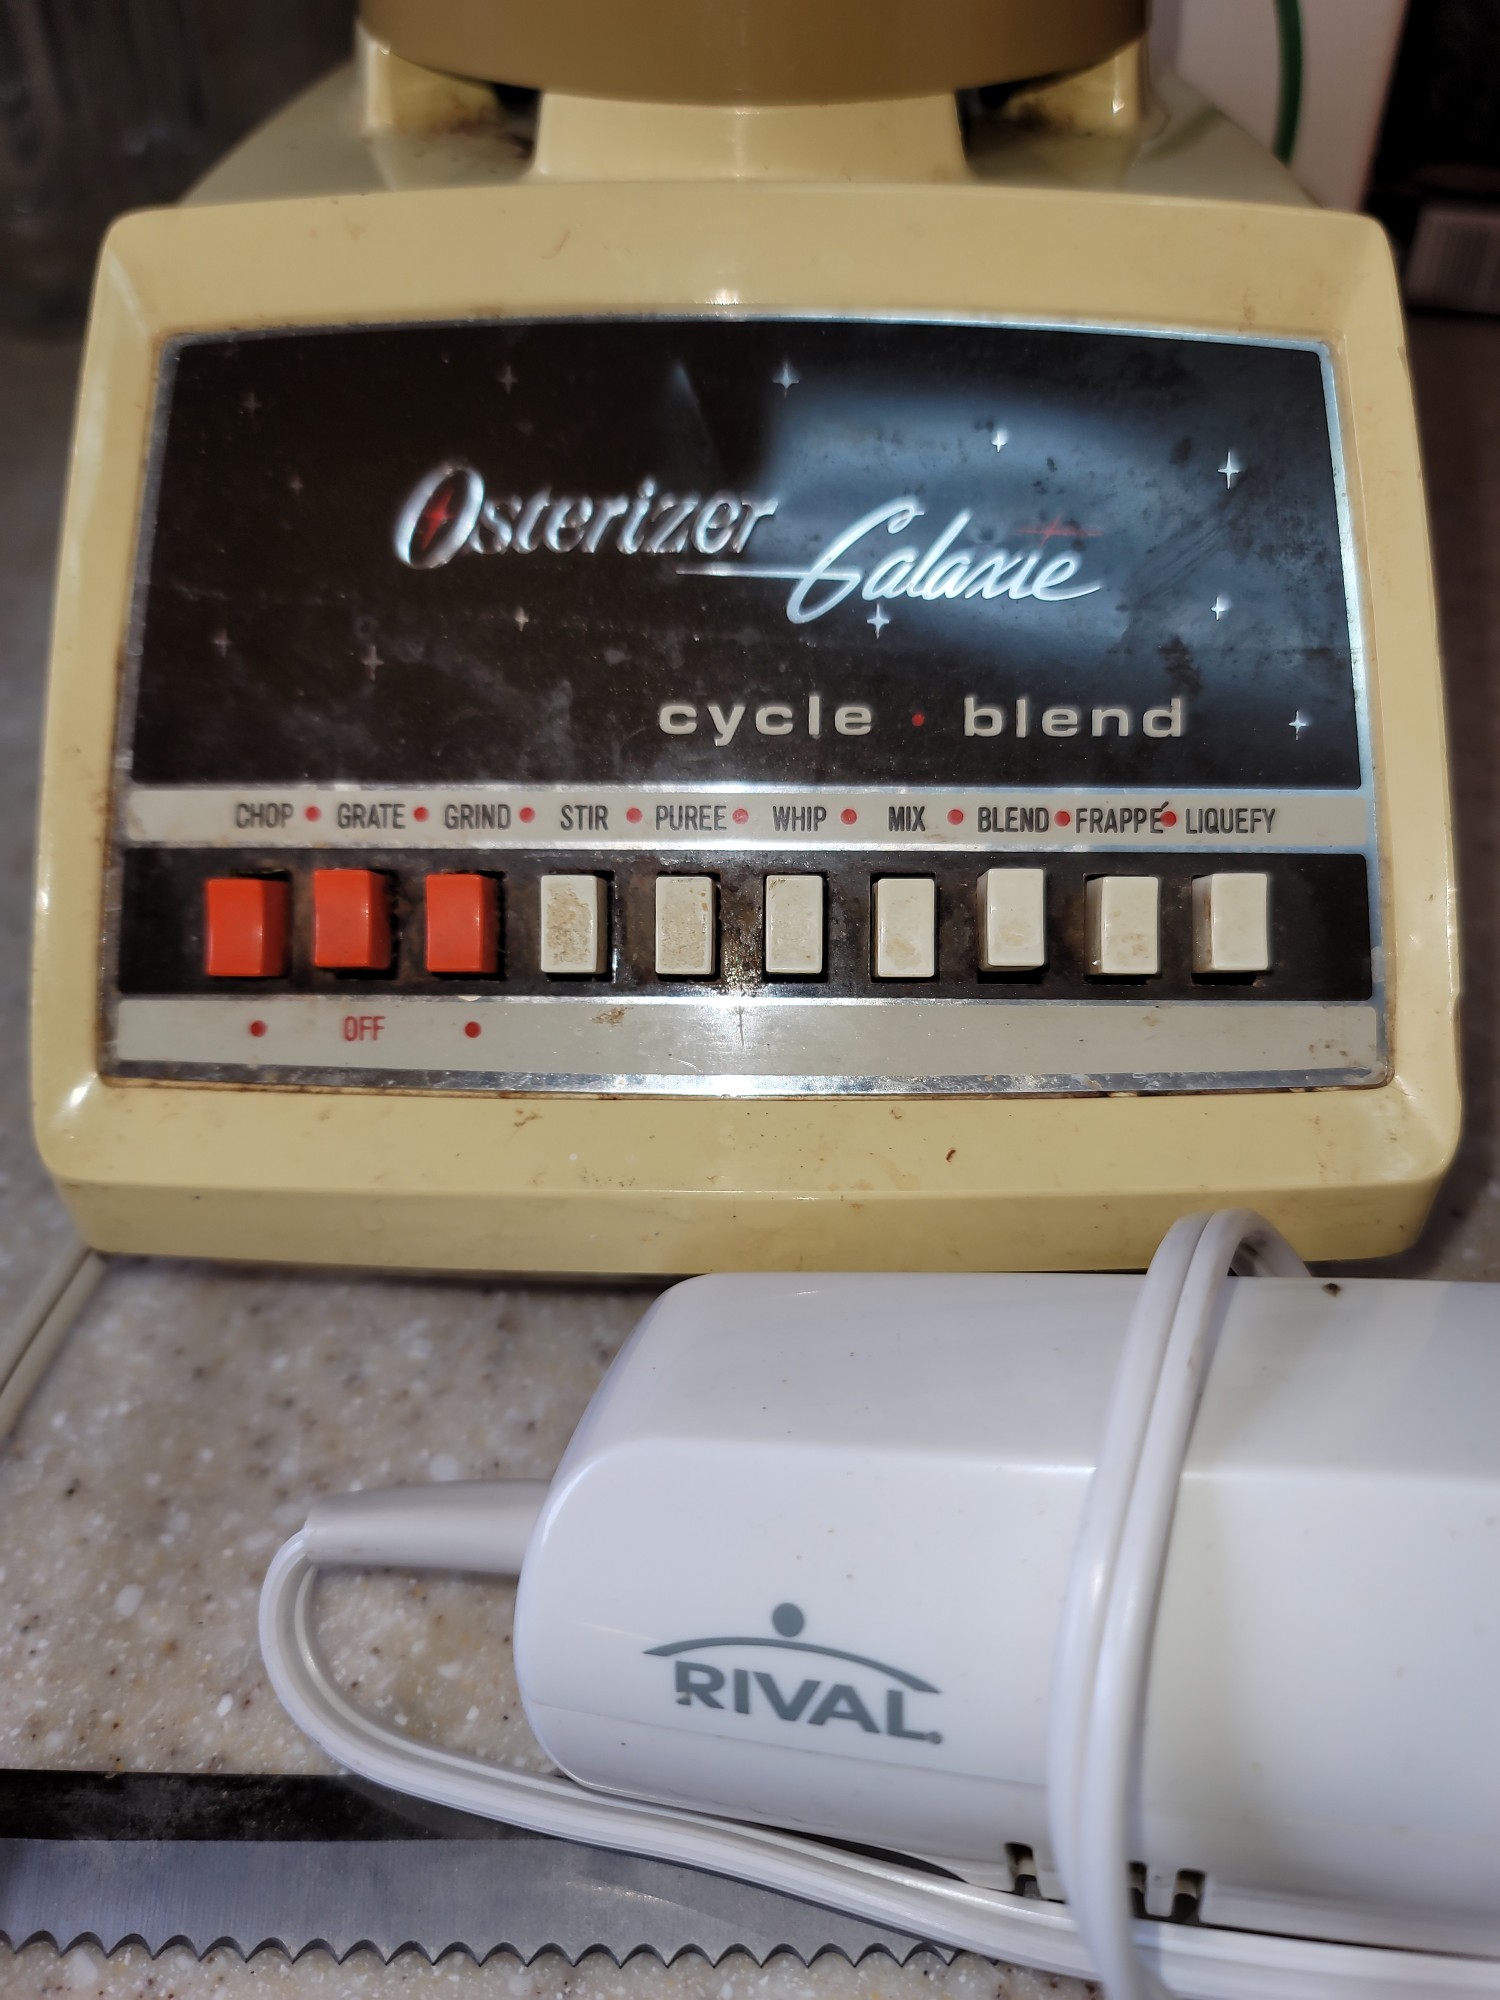 Osterizer Galaxie
cycle • blend
CHOP • GRATE • GRIND • STIR • PUREE • WHIP • MIX • BLEND • FRAPPÉ • LIQUEFY
• OFF •
RIVAL®